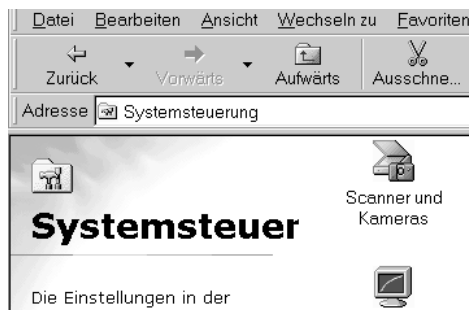 Datei Bearbeiten Ansicht Wechseln zu Favoriten
Zurück Vorwärts Aufwärts Ausschne...
Adresse Systemsteuerung
Systemsteuer
Die Einstellungen in der
Scanner und
Kameras